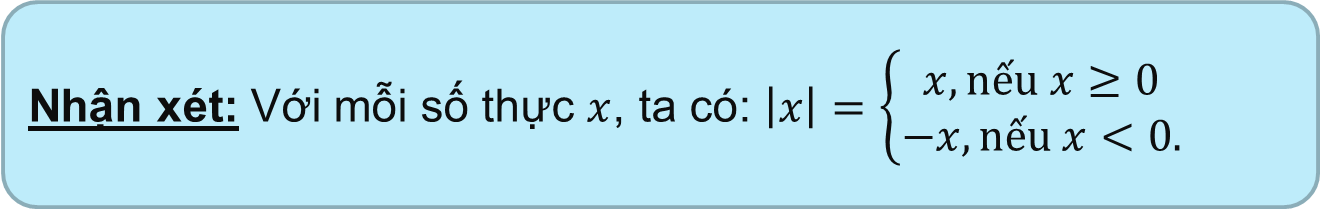 Nhận xét: Với mỗi số thực x, ta có: |x| = { x, nếu x ≥ 0
−x, nếu x < 0.